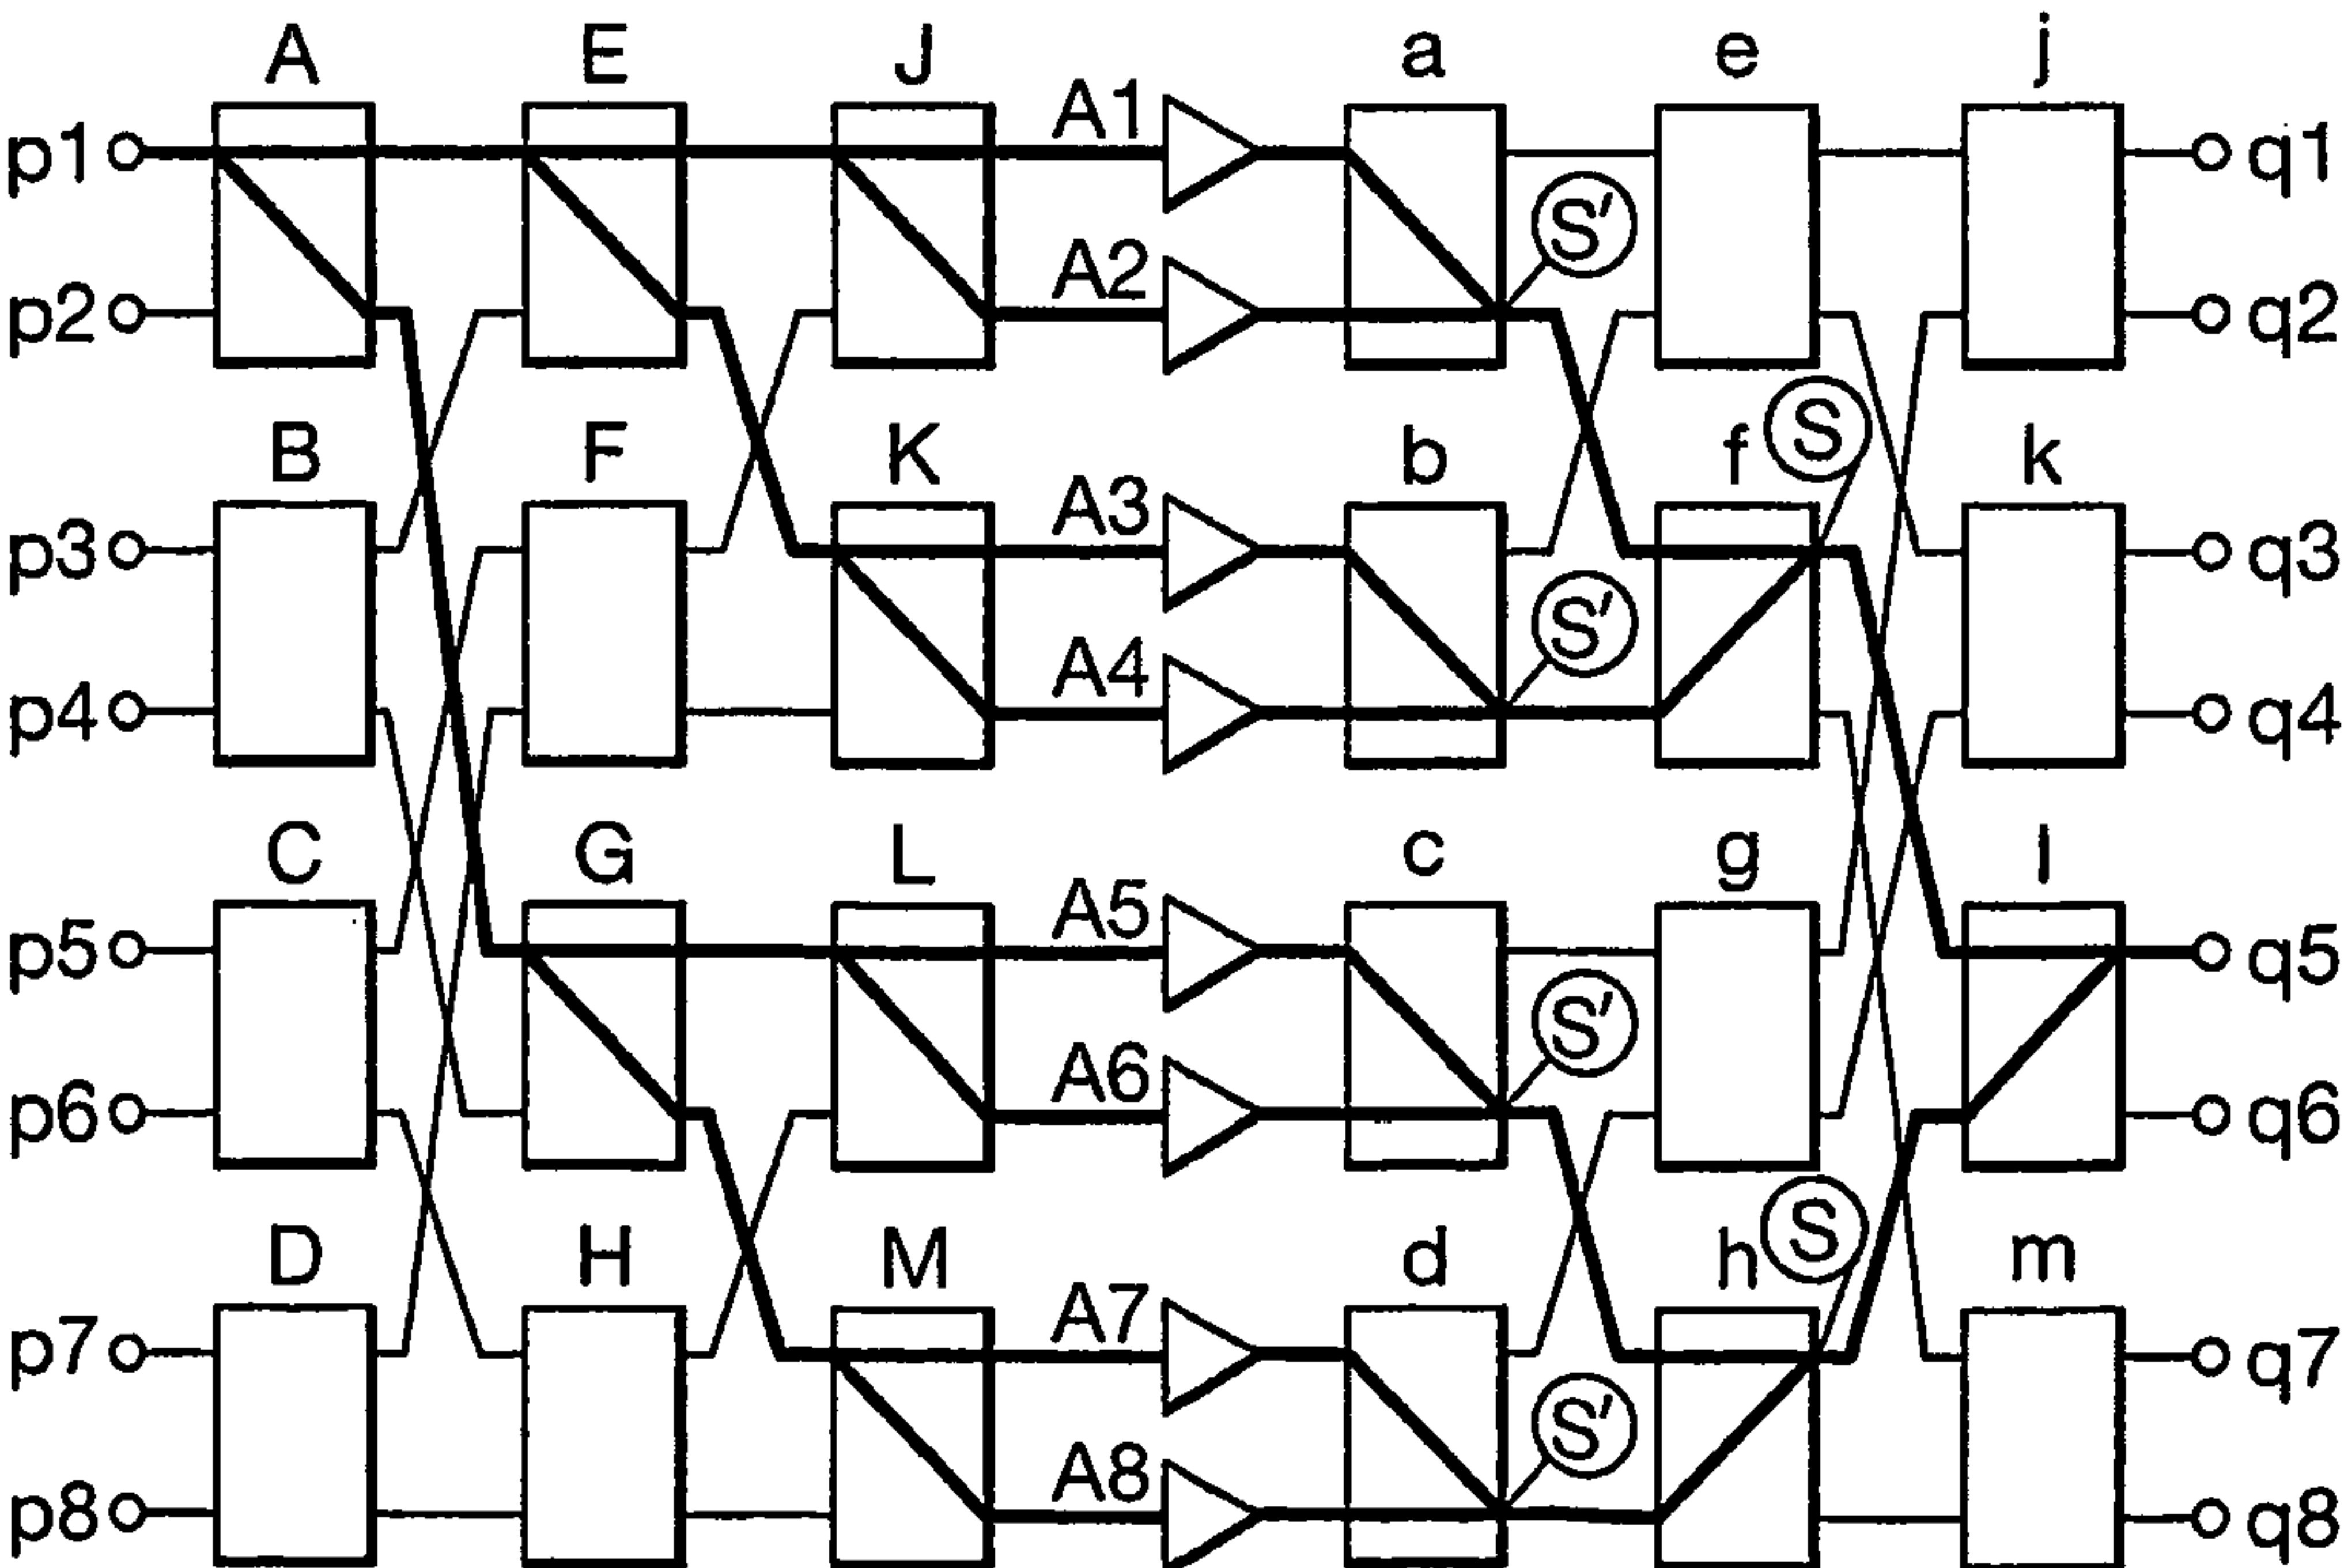 A E J a e j
p1 A1 q1
S'
p2 A2 q2
S
B F K b f k
p3 A3 q3
S'
p4 A4 q4
C G L c g l
p5 A5 q5
S'
p6 A6 q6
S
D H M d h m
p7 A7 q7
S'
p8 A8 q8